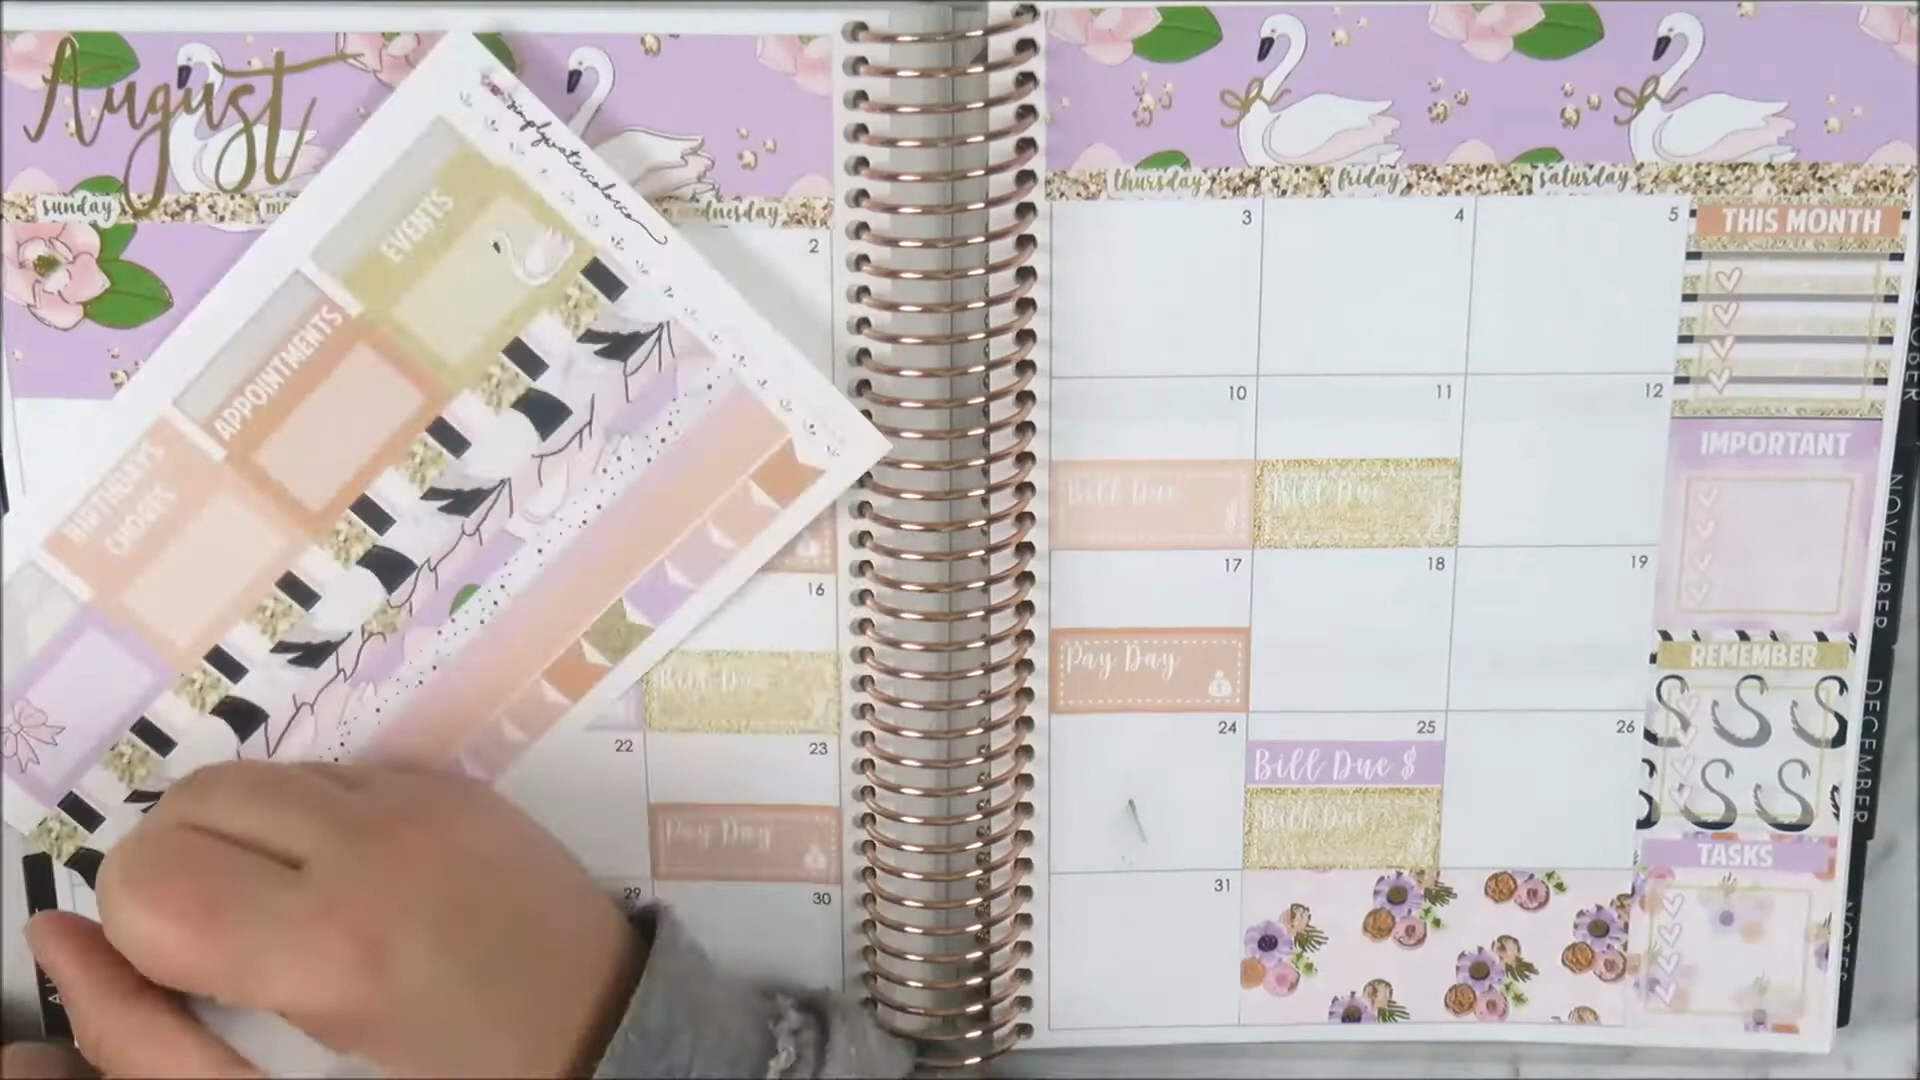 August
sunday
wednesday
simplywatercolorco
EVENTS
APPOINTMENTS
BIRTHDAYS
CHORES
2
16
Bill Due
22
23
Pay Day
29
30
thursday
friday
saturday
3
4
5
10
11
12
Bill Due
Bill Due
17
18
19
Pay Day
24
25
26
Bill Due $
Bill Due
31
THIS MONTH
IMPORTANT
REMEMBER
TASKS
NOVEMBER
DECEMBER
NOTES